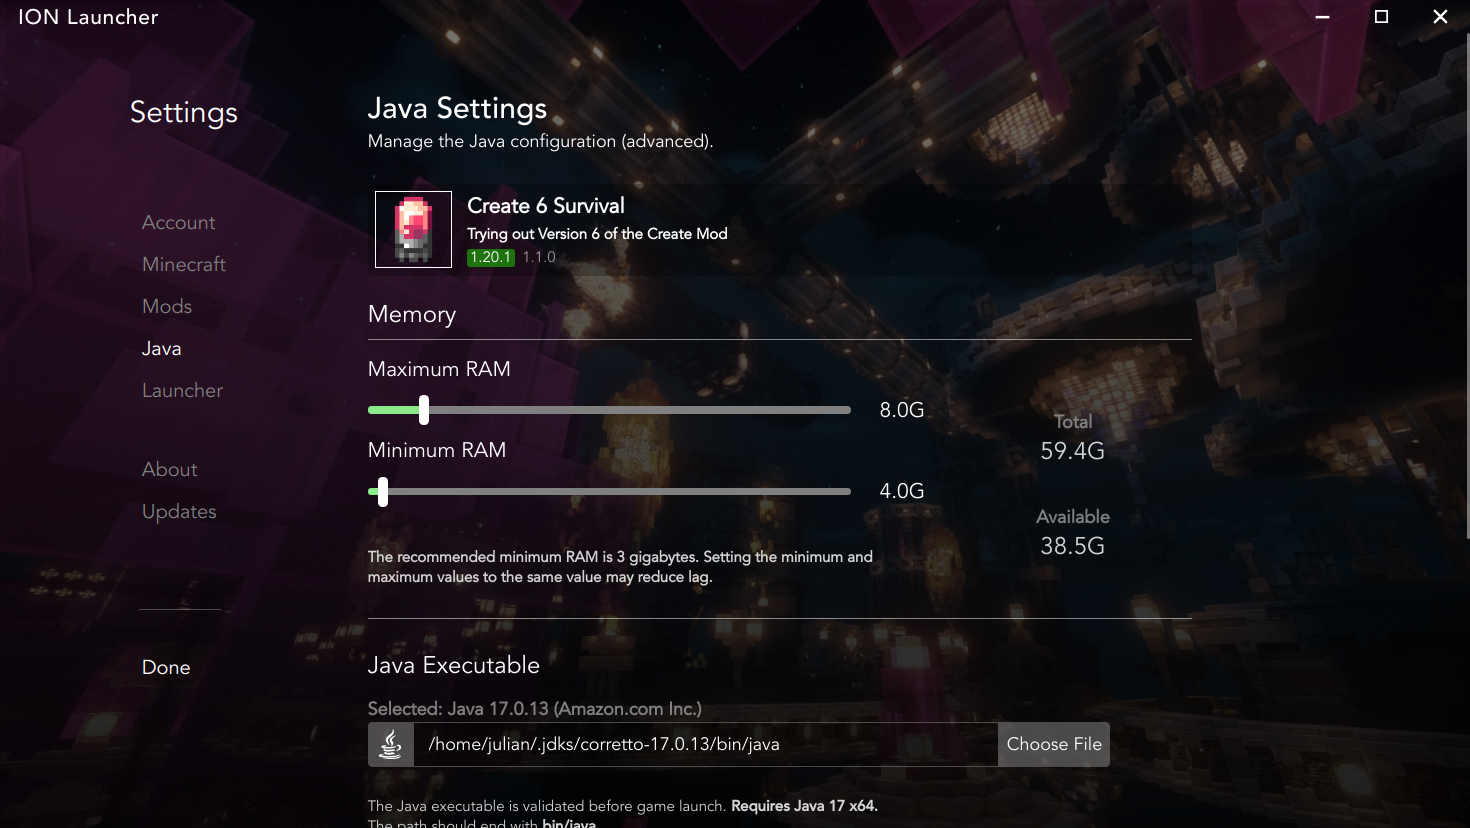 ION Launcher
Settings
Account
Minecraft
Mods
Java
Launcher
About
Updates
Done
Java Settings
Manage the Java configuration (advanced).
Create 6 Survival
Trying out Version 6 of the Create Mod
1.20.1 1.1.0
Memory
Maximum RAM
8.0G
Minimum RAM
4.0G
Total
59.4G
Available
38.5G
The recommended minimum RAM is 3 gigabytes. Setting the minimum and
maximum values to the same value may reduce lag.
Java Executable
Selected: Java 17.0.13 (Amazon.com Inc.)
/home/julian/.jdks/corretto-17.0.13/bin/java
Choose File
The Java executable is validated before game launch. Requires Java 17 x64.
The path should end with bin/java